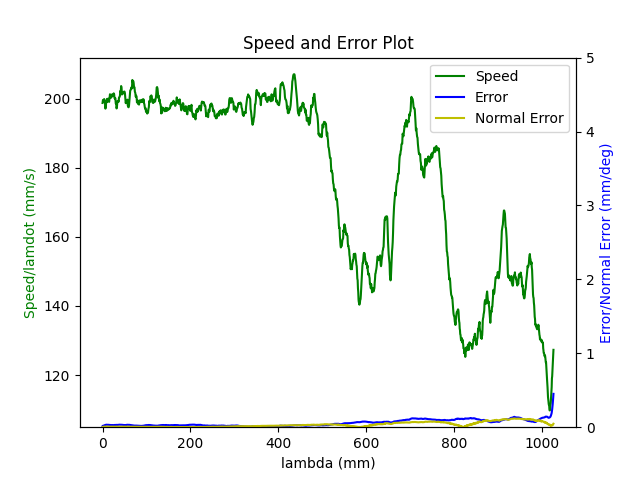 Speed and Error Plot
Speed
Error
Normal Error
Speed/lamdot (mm/s)
200
180
160
140
120
5
4
3
2
1
0
Error/Normal Error (mm/deg)
0
200
400
600
800
1000
lambda (mm)